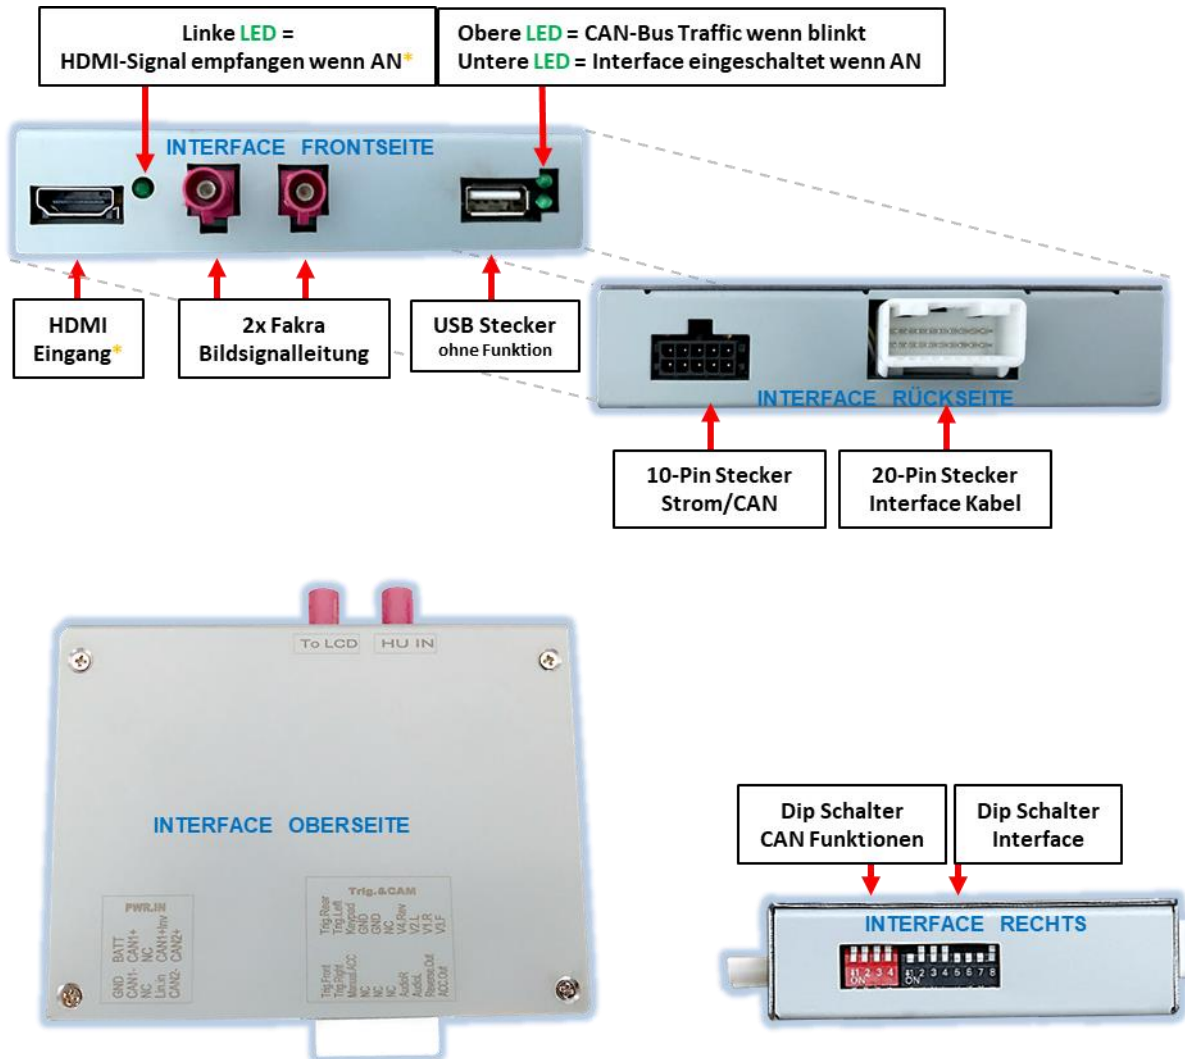 Linke LED =
HDMI-Signal empfangen wenn AN*
Obere LED = CAN-Bus Traffic wenn blinkt
Untere LED = Interface eingeschaltet wenn AN
INTERFACE FRONTSEITE
HDMI
Eingang*
2x Fakra
Bildsignalleitung
USB Stecker
ohne Funktion
INTERFACE RÜCKSEITE
10-Pin Stecker
Strom/CAN
20-Pin Stecker
Interface Kabel
To LCD
HU IN
INTERFACE OBERSEITE
PWR.IN
GND BATT
CAN1- CAN1+
NC NC
Lin.in CAN1+Inv
CAN2- CAN2+
Trig.&CAM
Trig.Front Trig.Rear
Trig.Right Trig.Left
Manual.ACC Keypad
NC GND
NC GND
NC NC
AudioR V4.Rev
AudioL V2.L
Reverse.Out V1.R
ACC.Out V3.F
Dip Schalter
CAN Funktionen
Dip Schalter
Interface
INTERFACE RECHTS
1 2 3 4
ON
1 2 3 4 5 6 7 8
ON